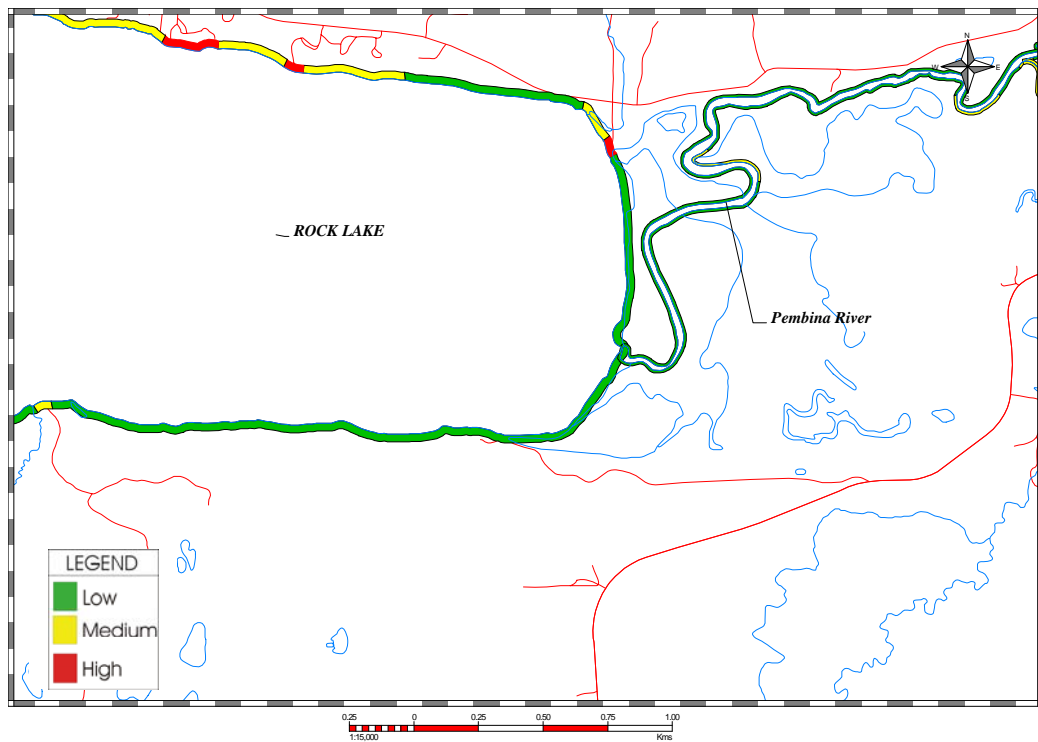 N
W E
S
ROCK LAKE
Pembina River
LEGEND
Low
Medium
High
0.25 0 0.25 0.50 0.75 1.00
1:15,000 Kms